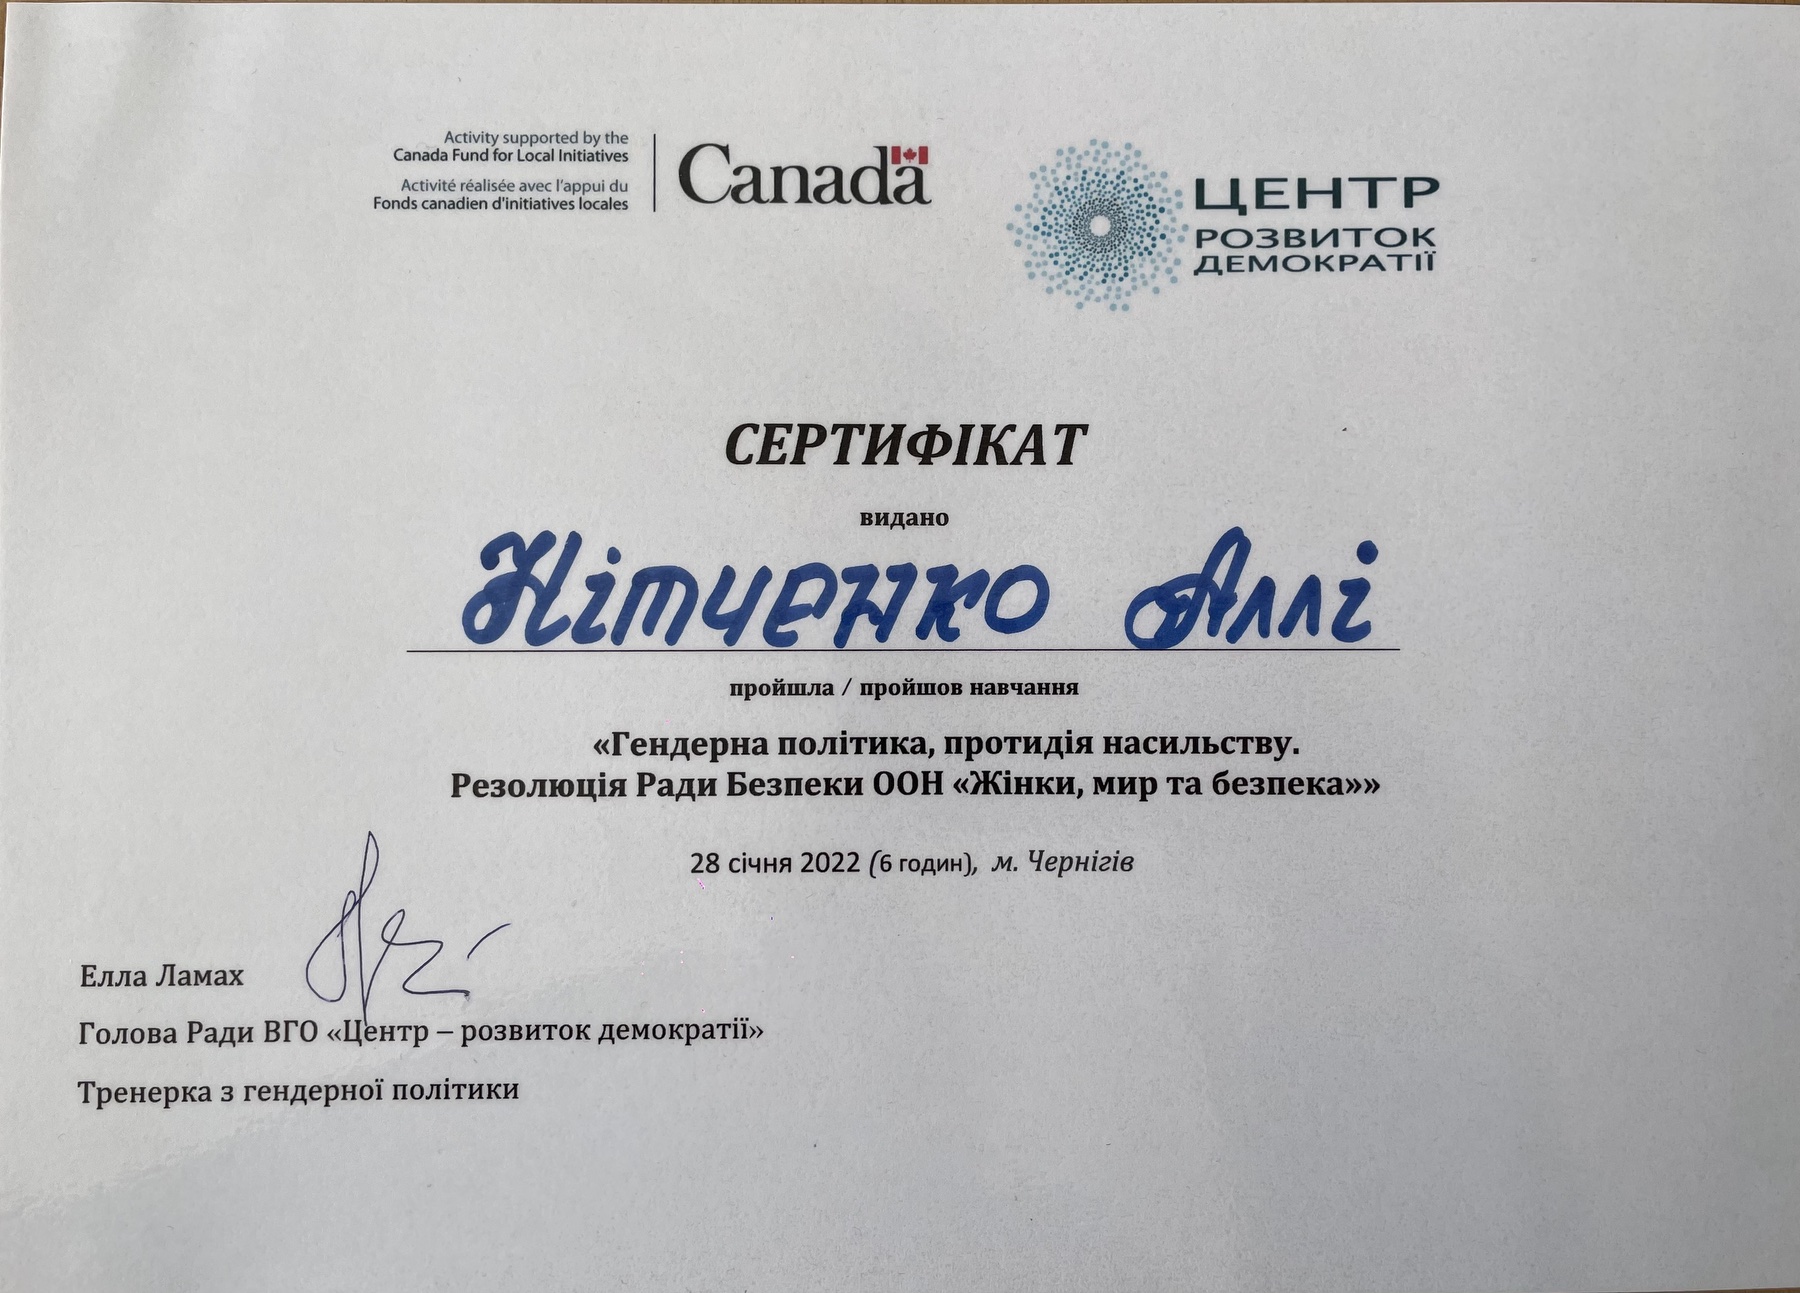 Activity supported by the
Canada Fund for Local Initiatives
Activité réalisée avec l'appui du
Fonds canadien d'initiatives locales
Canada
ЦЕНТР
РОЗВИТОК
ДЕМОКРАТІЇ
СЕРТИФІКАТ
видано
Нітченко Аллі
пройшла / пройшов навчання
«Гендерна політика, протидія насильству.
Резолюція Ради Безпеки ООН «Жінки, мир та безпека»»
28 січня 2022 (6 годин), м. Чернігів
Елла Ламах
Голова Ради ВГО «Центр – розвиток демократії»
Тренерка з гендерної політики